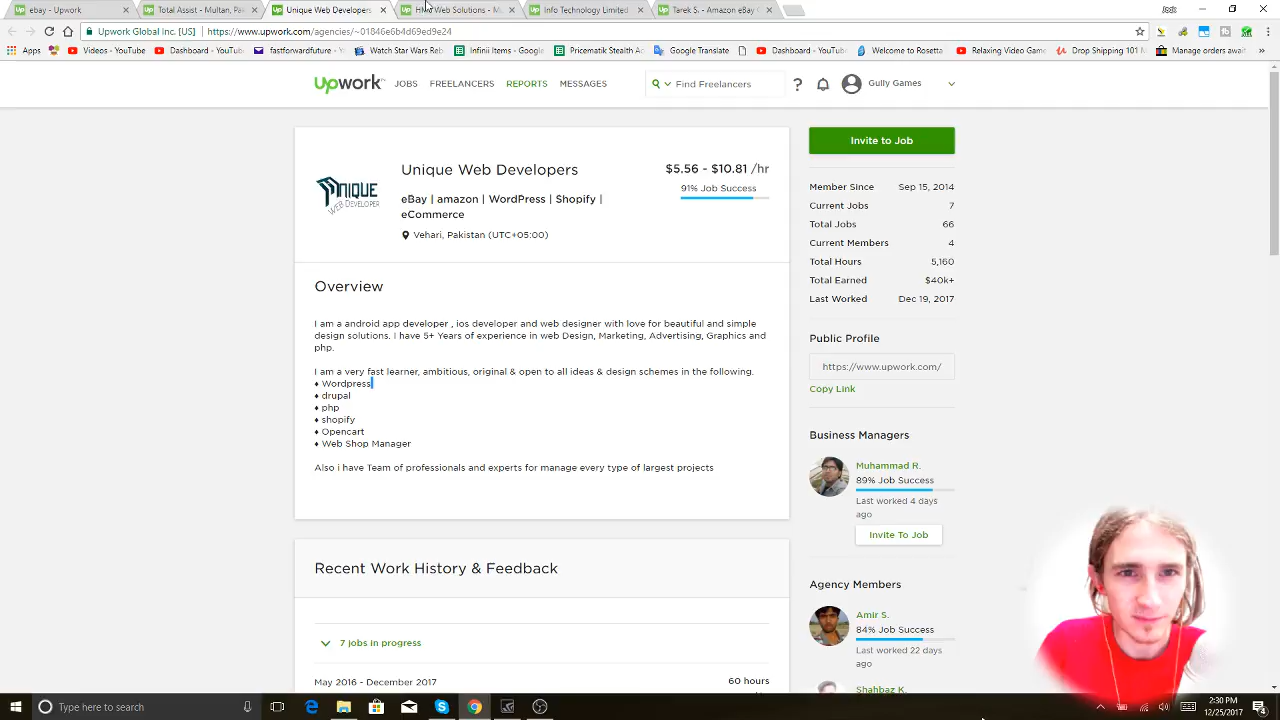 ebay - upwork
Total Assist - Multan, Pak
Unique Web Developers
Web Solutions - Mu
Info Technology Limited
Tarek S. - Amazon eBay
Upwork Global Inc. [US] | https://www.upwork.com/agencies/~01846e6b4d69ed9e24
Apps
Videos - YouTube
Dashboard - YouTube
fastforwardfuture - Y
Watch Star Wars Ri
Infinii Items - Google
Pricematik Stealth Ac
Google Translate
Dashboard - YouTube
Welcome to Rosetta
Relaxing Video Game
Drop Shipping 101 M
Manage orders awai
upwork
JOBS
FREELANCERS
REPORTS
MESSAGES
Find Freelancers
?
Gully Games
UNIQUE
WEB DEVELOPER
Unique Web Developers
$5.56 - $10.81 /hr
91% Job Success
eBay | amazon | WordPress | Shopify |
eCommerce
Vehari, Pakistan (UTC+05:00)
Overview
I am a android app developer , ios developer and web designer with love for beautiful and simple
design solutions. I have 5+ Years of experience in web Design, Marketing, Advertising, Graphics and
php.
I am a very fast learner, ambitious, original & open to all ideas & design schemes in the following.
♦ Wordpress
♦ drupal
♦ php
♦ shopify
♦ Opencart
♦ Web Shop Manager
Also i have Team of professionals and experts for manage every type of largest projects
Recent Work History & Feedback
7 jobs in progress
May 2016 - December 2017
60 hours
Invite to Job
Member Since Sep 15, 2014
Current Jobs 7
Total Jobs 66
Current Members 4
Total Hours 5,160
Total Earned $40k+
Last Worked Dec 19, 2017
Public Profile
https://www.upwork.com/
Copy Link
Business Managers
Muhammad R.
89% Job Success
Last worked 4 days
ago
Invite To Job
Agency Members
Amir S.
84% Job Success
Last worked 22 days
ago
Shahbaz K.
Type here to search
2:30 PM
12/25/2017